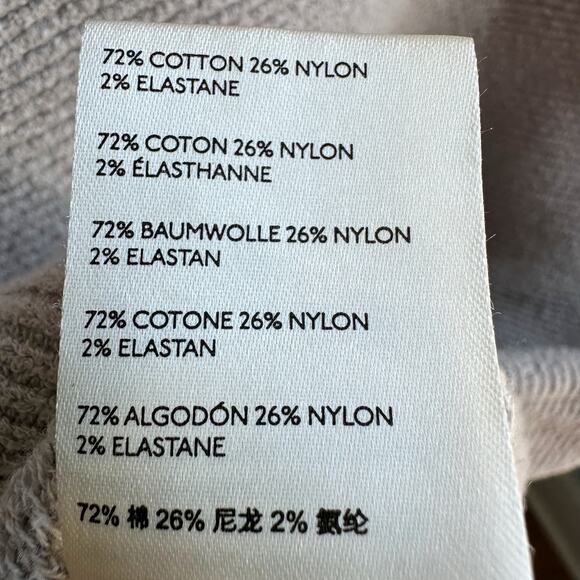 72% COTTON 26% NYLON
2% ELASTANE
72% COTON 26% NYLON
2% ÉLASTHANNE
72% BAUMWOLLE 26% NYLON
2% ELASTAN
72% COTONE 26% NYLON
2% ELASTAN
72% ALGODÓN 26% NYLON
2% ELASTANE
72% 棉 26% 尼龙 2% 氨纶